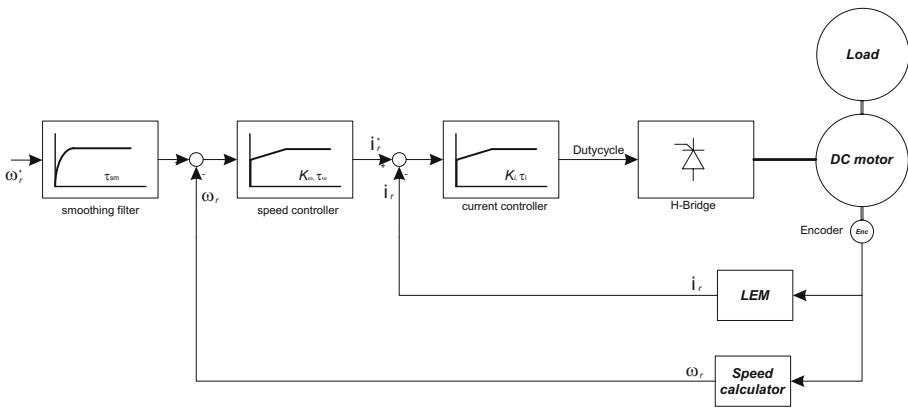 Load
DC motor
Enc
Encoder
ω*r
τsm
smoothing filter
-
ωr
Kω, τω
speed controller
i*r
+
-
ir
Ki, τi
current controller
Dutycycle
H-Bridge
ir
LEM
ωr
Speed
calculator